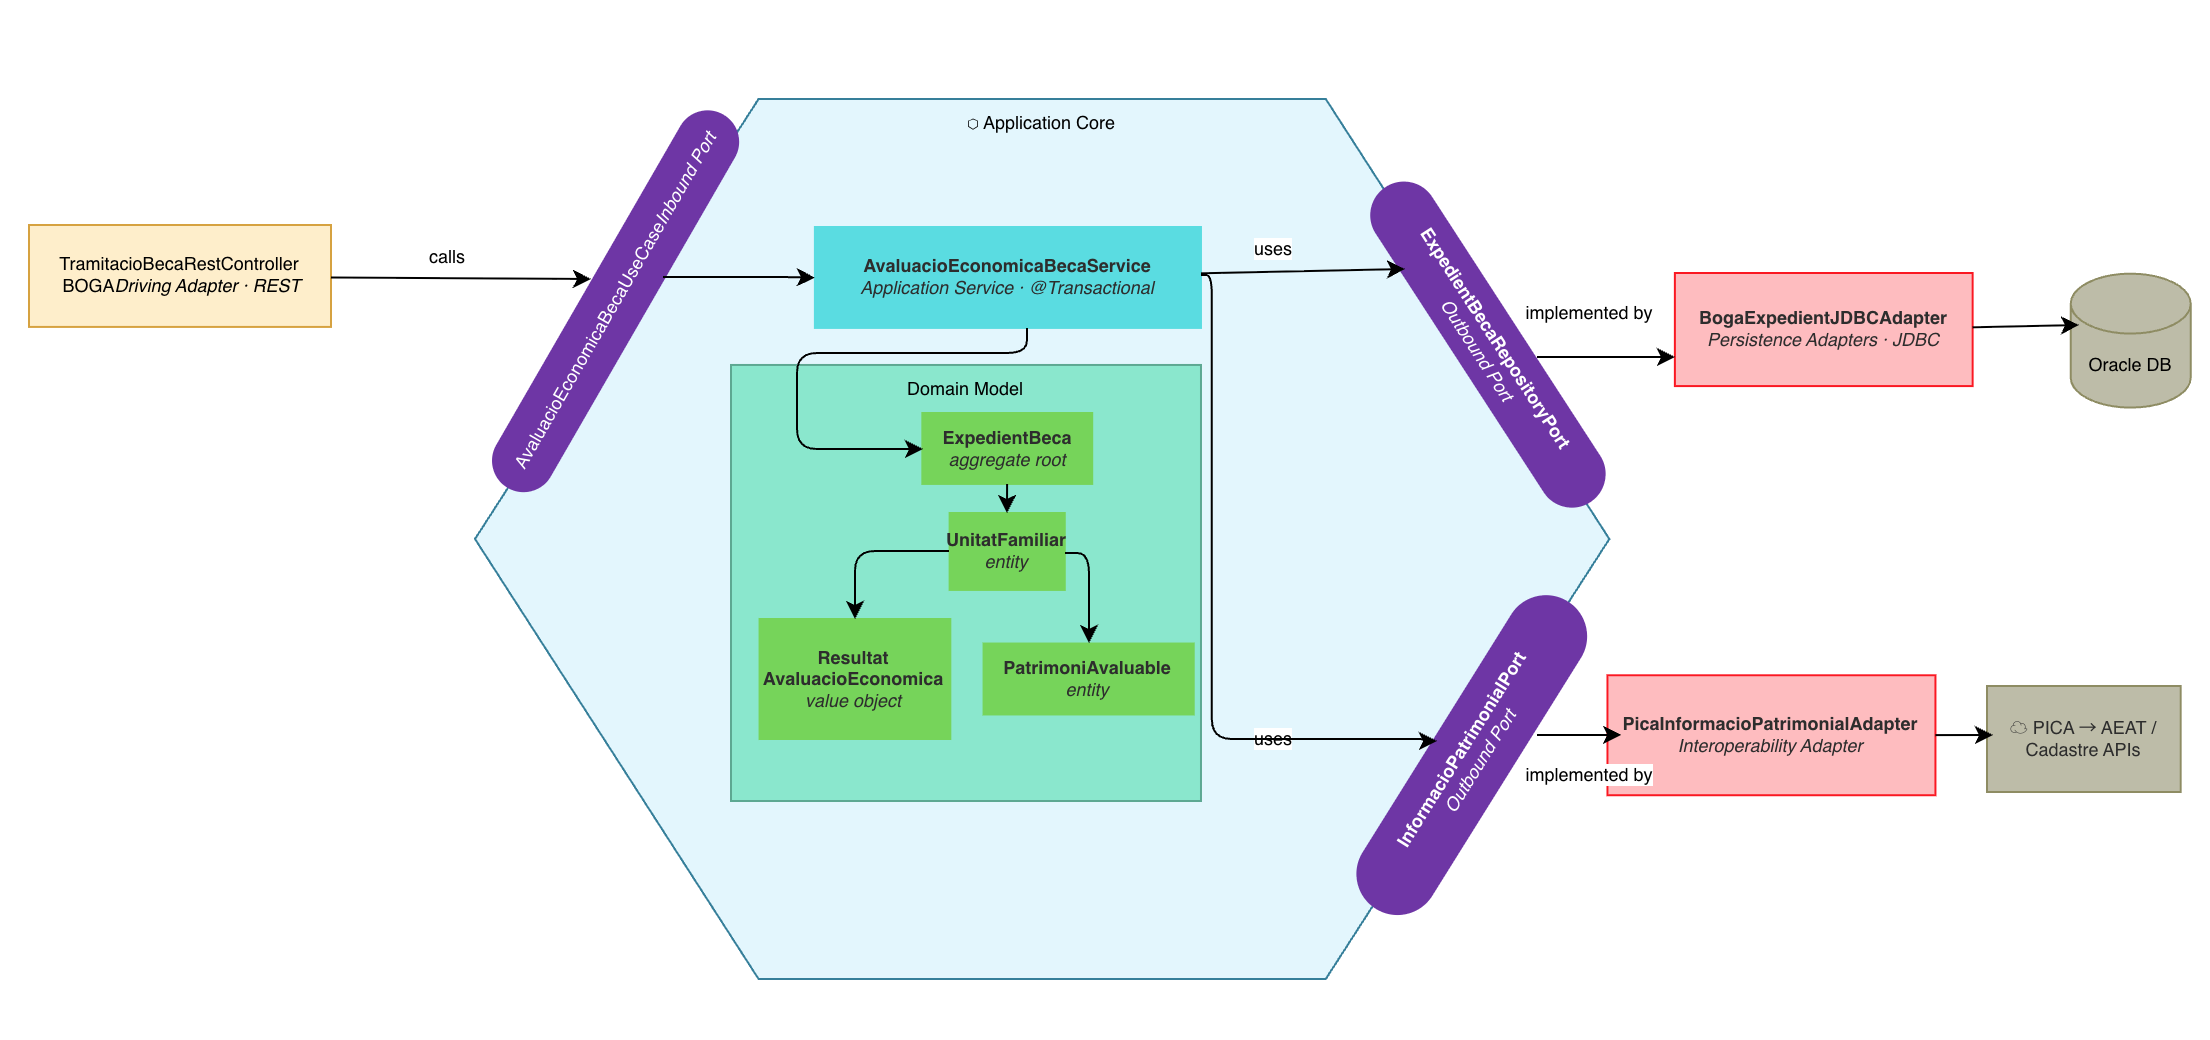 ⬡ Application Core
TramitacioBecaRestController
BOGADriving Adapter · REST
calls
AvaluacioEconomicaBecaUseCaseInbound Port
AvaluacioEconomicaBecaService
Application Service · @Transactional
uses
ExpedientBecaRepositoryPort
Outbound Port
implemented by
BogaExpedientJDBCAdapter
Persistence Adapters · JDBC
Oracle DB
Domain Model
ExpedientBeca
aggregate root
UnitatFamiliar
entity
Resultat
AvaluacioEconomica
value object
PatrimoniAvaluable
entity
uses
InformacioPatrimonialPort
Outbound Port
implemented by
PicaInformacioPatrimonialAdapter
Interoperability Adapter
PICA → AEAT /
Cadastre APIs